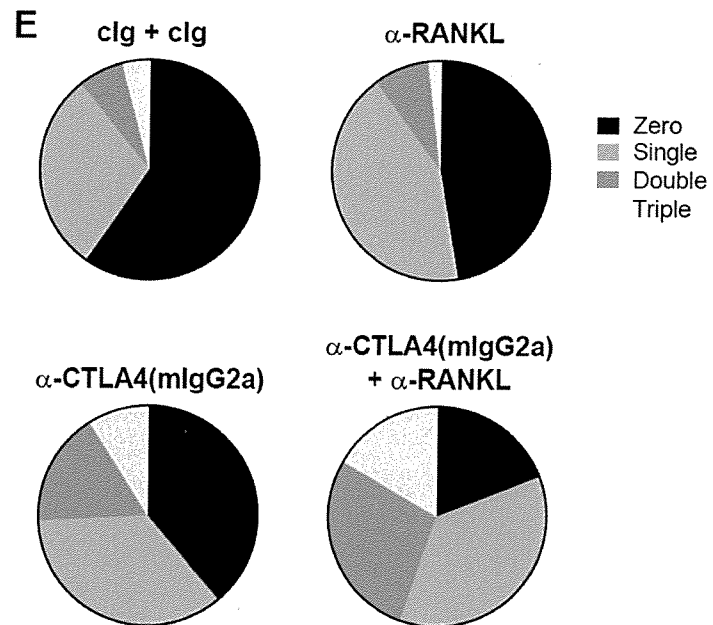 E
cIg + cIg
α-RANKL
Zero
Single
Double
Triple
α-CTLA4(mIgG2a)
α-CTLA4(mIgG2a)
+ α-RANKL